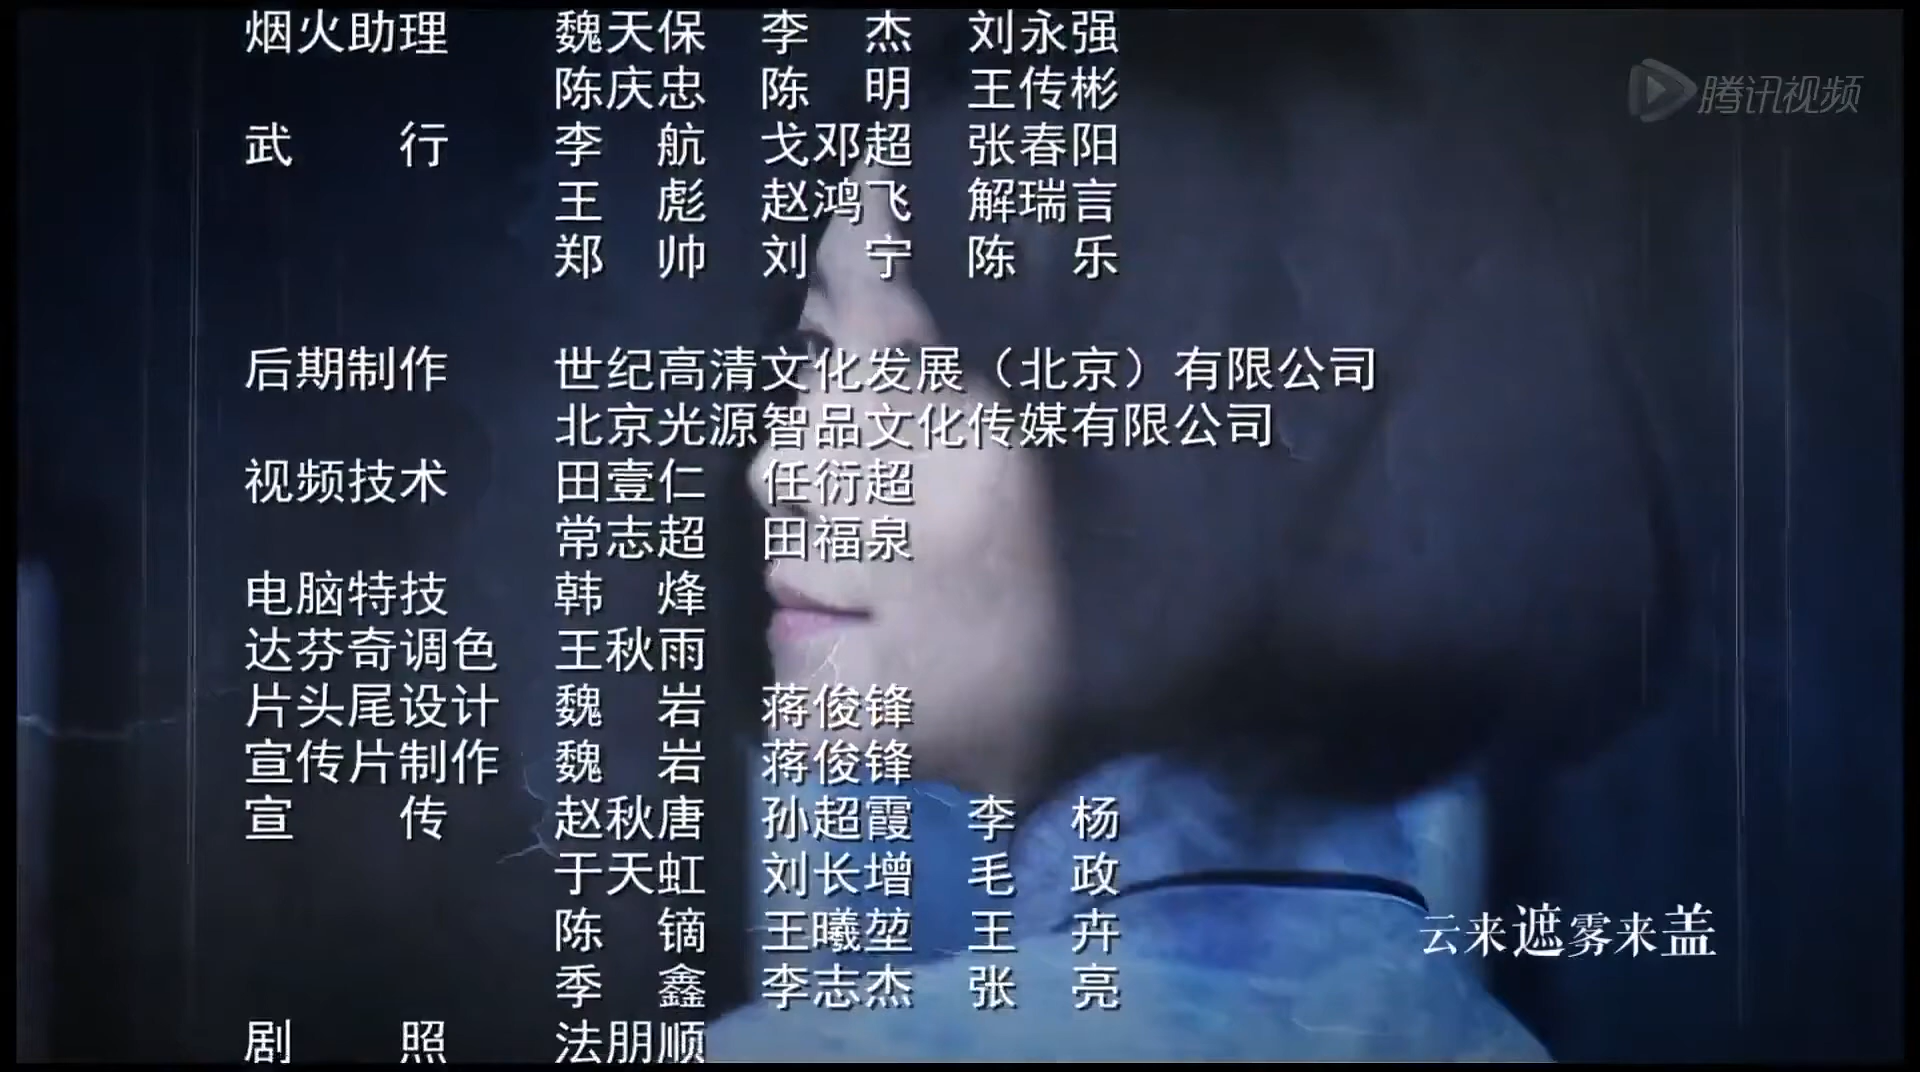 烟火助理 魏天保 李 杰 刘永强
腾讯视频
陈庆忠 陈 明 王传彬
武 行 李 航 戈邓超 张春阳
王 彪 赵鸿飞 解瑞言
郑 帅 刘 宁 陈 乐
后期制作 世纪高清文化发展（北京）有限公司
北京光源智品文化传媒有限公司
视频技术 田壹仁 任衍超
常志超 田福泉
电脑特技 韩 烽
达芬奇调色 王秋雨
片头尾设计 魏 岩 蒋俊锋
宣传片制作 魏 岩 蒋俊锋
宣 传 赵秋唐 孙超霞 李 杨
于天虹 刘长增 毛 政
陈 镝 王曦堃 王 卉
云来遮雾来盖
季 鑫 李志杰 张 亮
剧 照 法朋顺